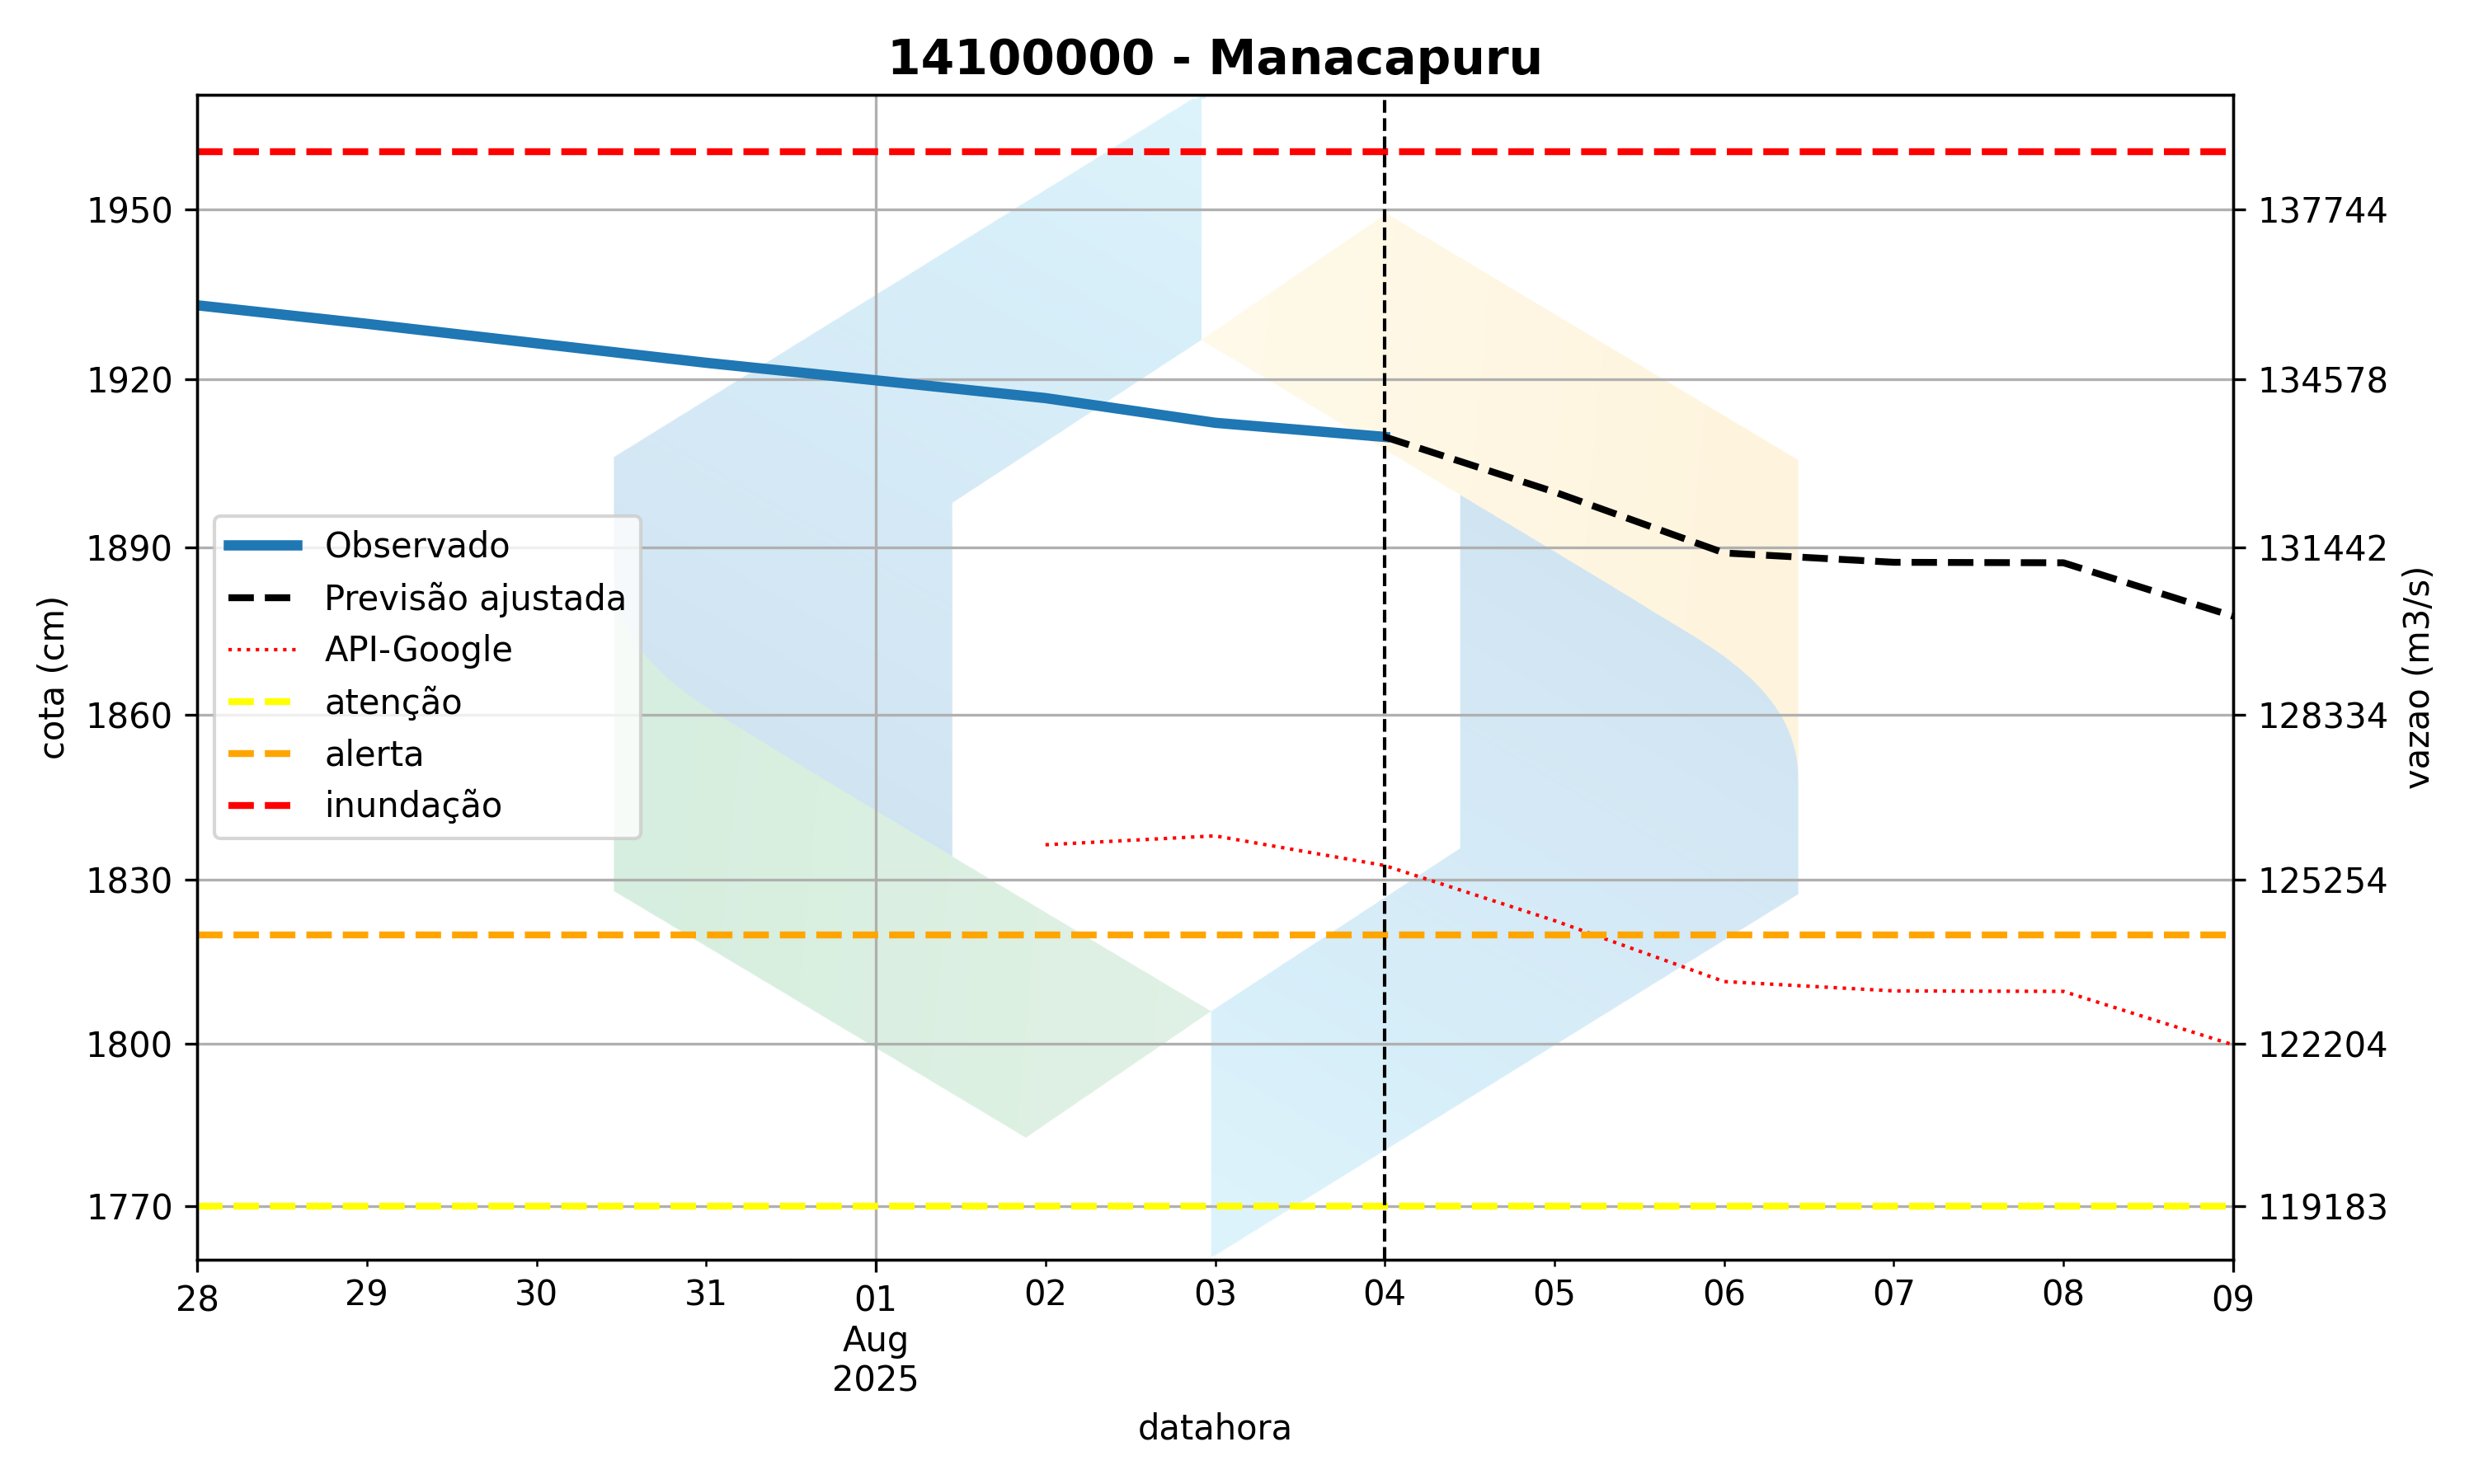 14100000 - Manacapuru
1950
1920
1890
1860
1830
1800
1770
cota (cm)
137744
134578
131442
128334
125254
122204
119183
vazao (m3/s)
Observado
Previsão ajustada
API-Google
atenção
alerta
inundação
28 29 30 31 01 02 03 04 05 06 07 08 09
Aug
2025
datahora